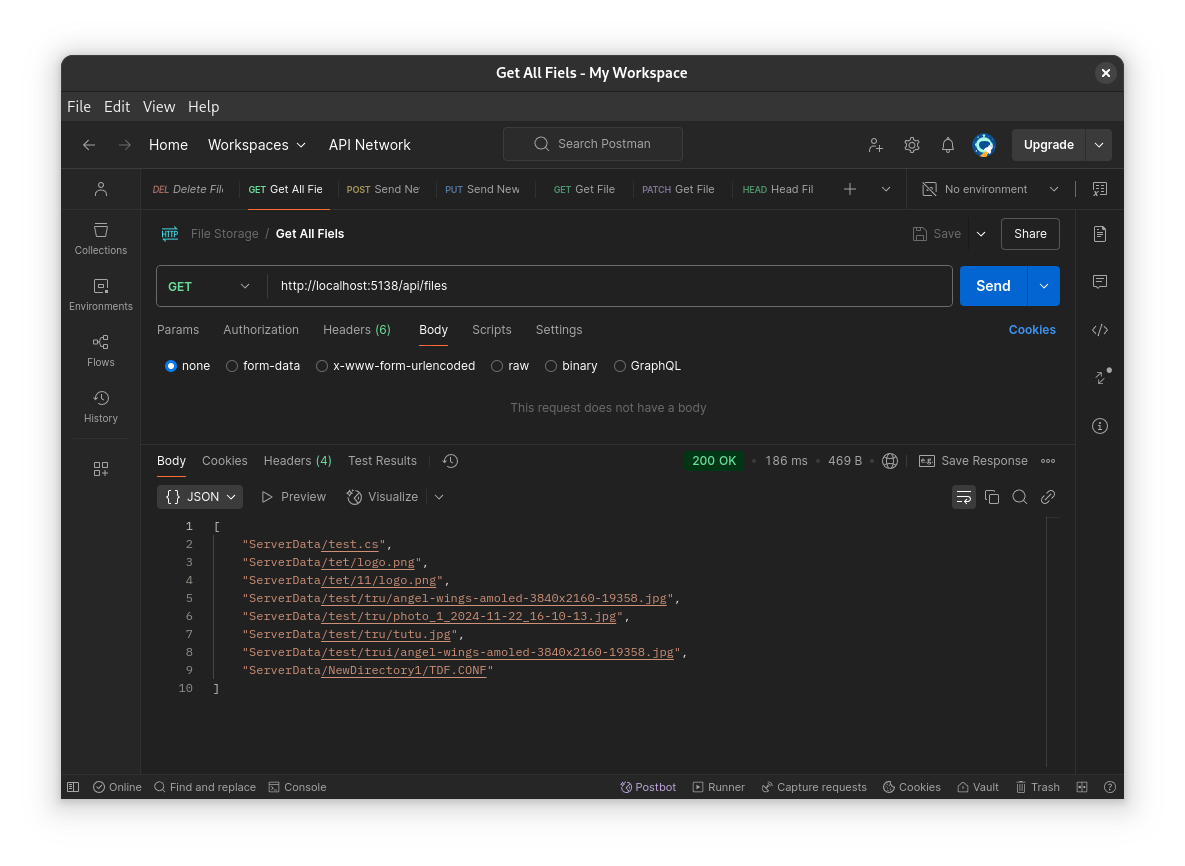 Get All Fiels - My Workspace
File Edit View Help
Home Workspaces API Network Search Postman Upgrade
DEL Delete File GET Get All Fie POST Send Ne PUT Send New GET Get File PATCH Get File HEAD Head Fil No environment
HTTP File Storage / Get All Fiels Save Share
Collections
Environments
Flows
History
GET http://localhost:5138/api/files Send
Params Authorization Headers (6) Body Scripts Settings Cookies
none form-data x-www-form-urlencoded raw binary GraphQL
This request does not have a body
Body Cookies Headers (4) Test Results 200 OK • 186 ms • 469 B • e.g. Save Response
{} JSON Preview Visualize
1 [
2 "ServerData/test.cs",
3 "ServerData/tet/logo.png",
4 "ServerData/tet/11/logo.png",
5 "ServerData/test/tru/angel-wings-amoled-3840x2160-19358.jpg",
6 "ServerData/test/tru/photo_1_2024-11-22_16-10-13.jpg",
7 "ServerData/test/tru/tutu.jpg",
8 "ServerData/test/trui/angel-wings-amoled-3840x2160-19358.jpg",
9 "ServerData/NewDirectory1/TDF.CONF"
10 ]
Online Find and replace Console Postbot Runner Capture requests Cookies Vault Trash